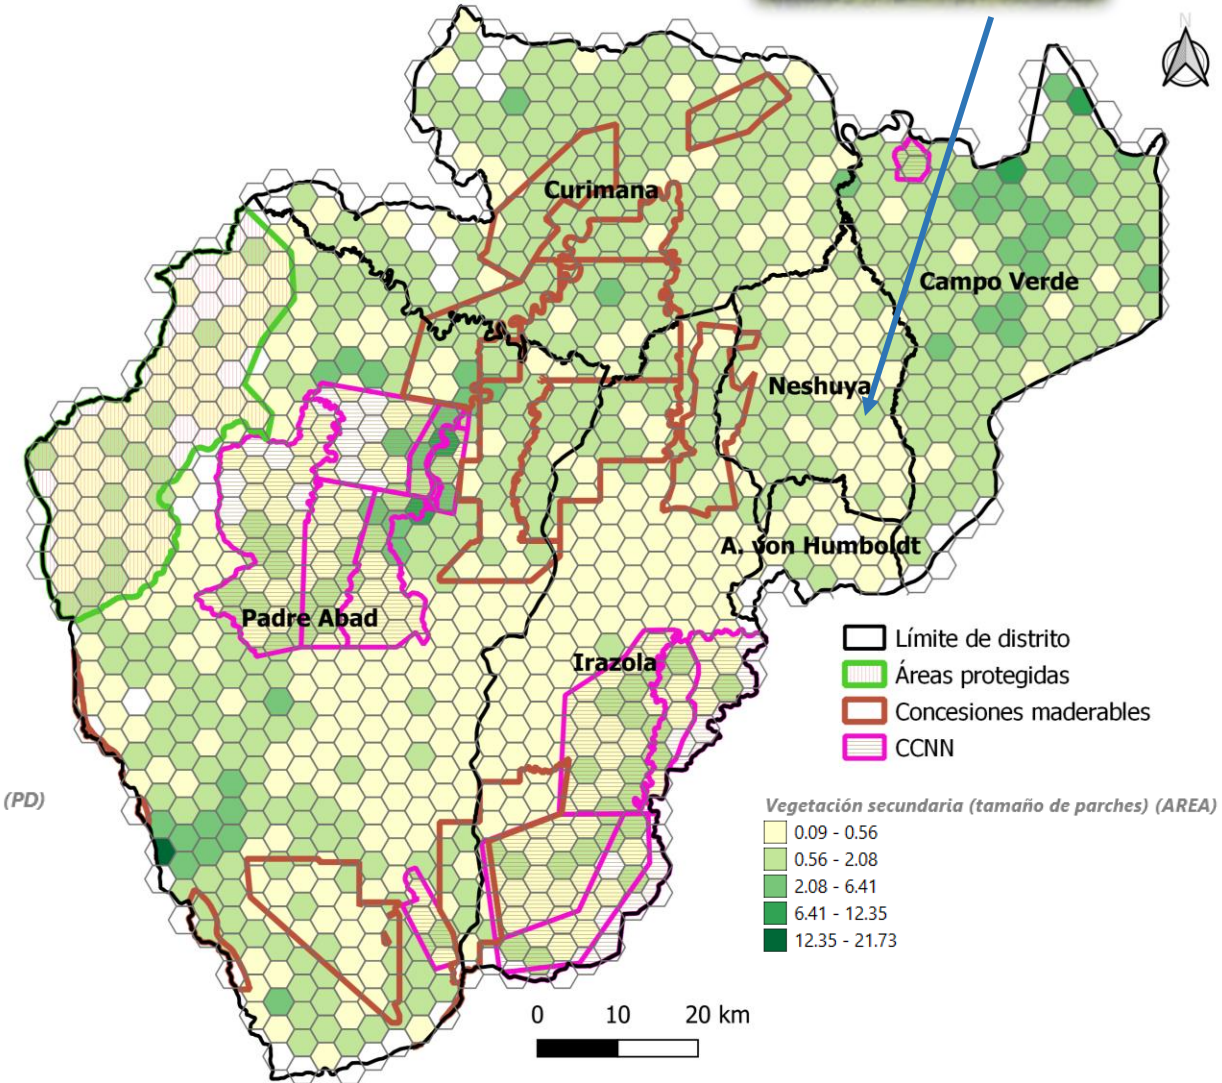 N
Curimana
Campo Verde
Neshuya
A. von Humboldt
Padre Abad
Irazola
Límite de distrito
Áreas protegidas
Concesiones maderables
CCNN
(PD)
Vegetación secundaria (tamaño de parches) (AREA)
0.09 - 0.56
0.56 - 2.08
2.08 - 6.41
6.41 - 12.35
12.35 - 21.73
0 10 20 km